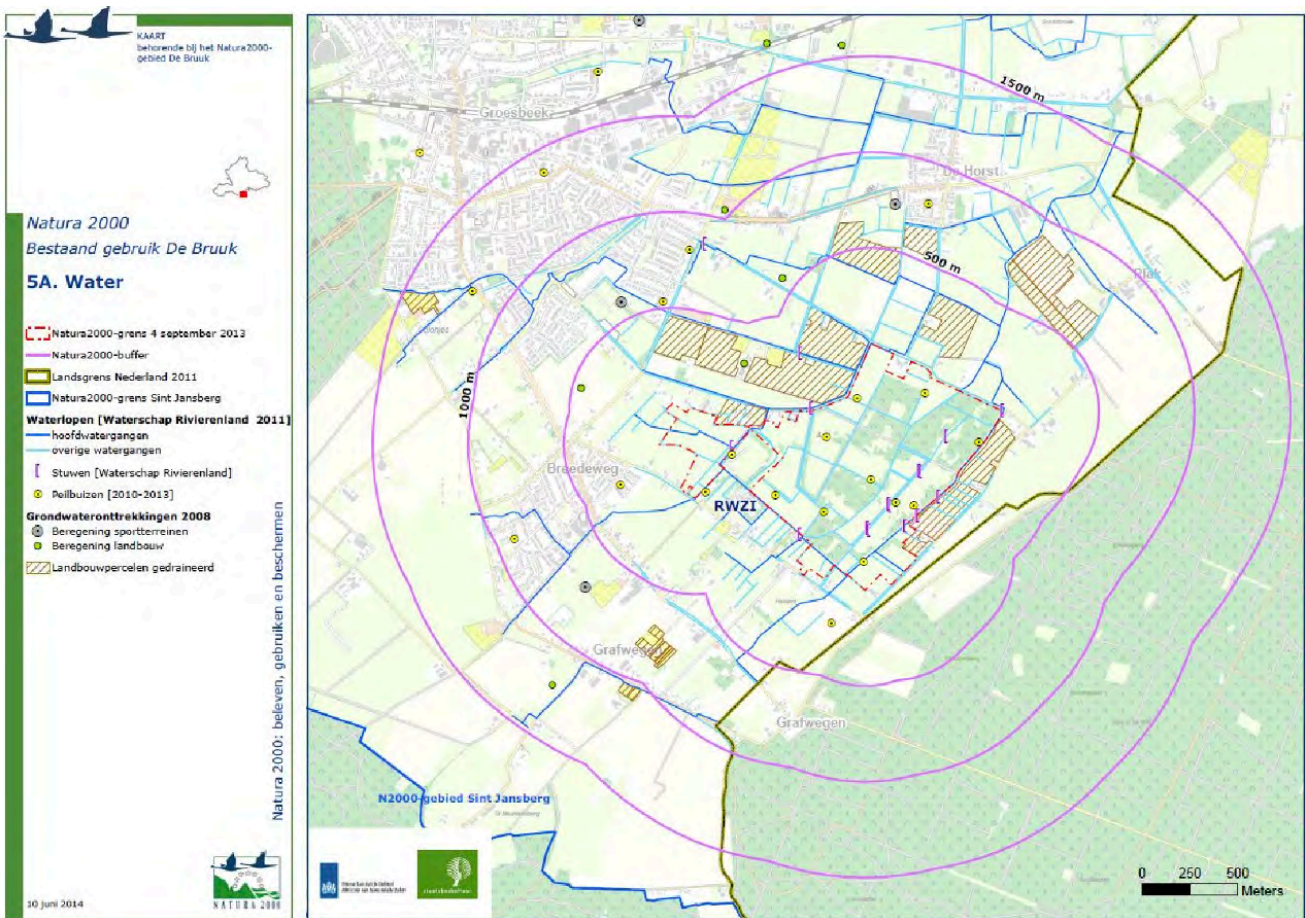 KAART
behorende bij het Natura2000-
gebied De Bruuk
Natura 2000
Bestaand gebruik De Bruuk
5A. Water
Natura2000-grens 4 september 2013
Natura2000-buffer
Landsgrens Nederland 2011
Natura2000-grens Sint Jansberg
Waterlopen [Waterschap Rivierenland 2011]
hoofdwatergangen
overige watergangen
Stuwen [Waterschap Rivierenland]
Peilbuizen [2010-2013]
Grondwateronttrekkingen 2008
Beregening sportterreinen
Beregening landbouw
Landbouwpercelen gedraineerd
Natura 2000: beleven, gebruiken en beschermen
10 juni 2014
NATURA 2000
Groesbeek
1500 m
De Horst
500 m
Plak
1000 m
Breedeweg
RWZI
Grafwegen
Grafwegen
N2000-gebied Sint Jansberg
staatsbosbeheer
0 250 500
Meters